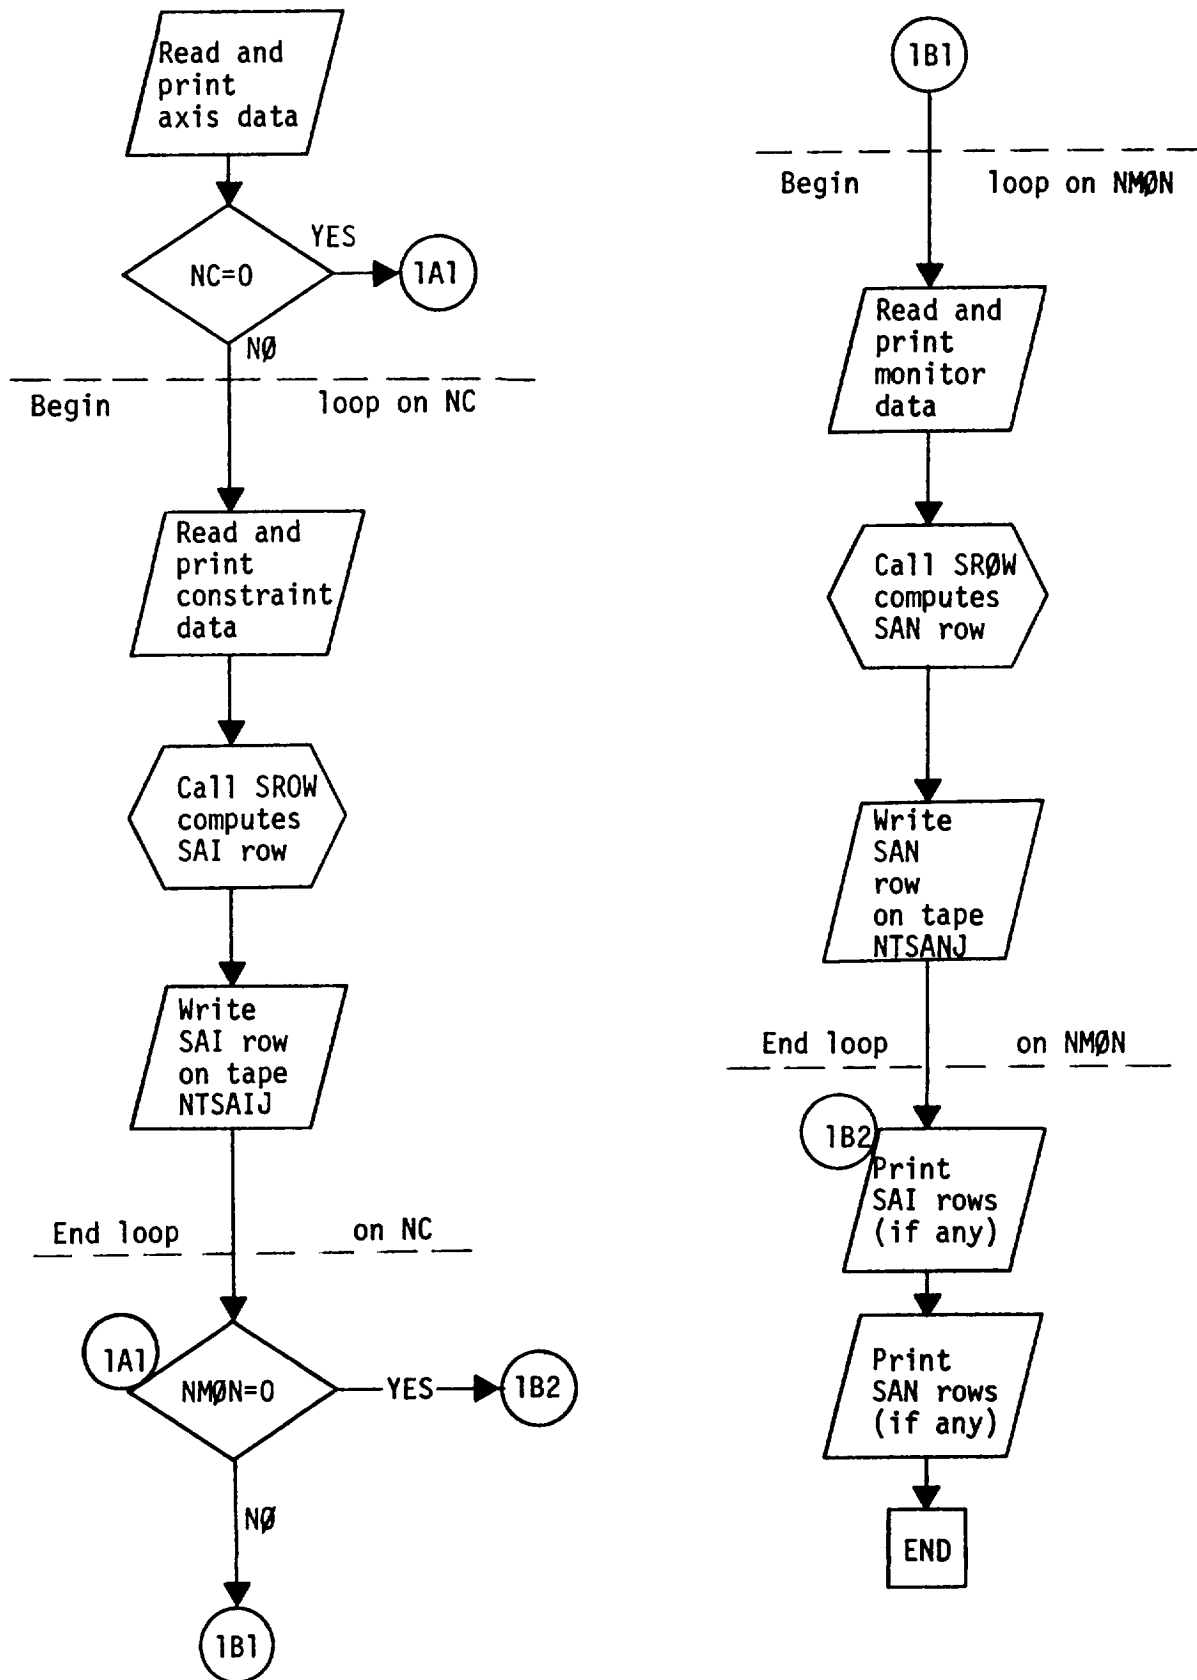 Read and
print
axis data
YES
NC=0
1A1
NØ
Begin loop on NC
Read and
print
constraint
data
Call SROW
computes
SAI row
Write
SAI row
on tape
NTSAIJ
End loop on NC
1A1
NMØN=0
YES
1B2
NØ
1B1
1B1
Begin loop on NMØN
Read and
print
monitor
data
Call SRØW
computes
SAN row
Write
SAN
row
on tape
NTSANJ
End loop on NMØN
1B2
Print
SAI rows
(if any)
Print
SAN rows
(if any)
END